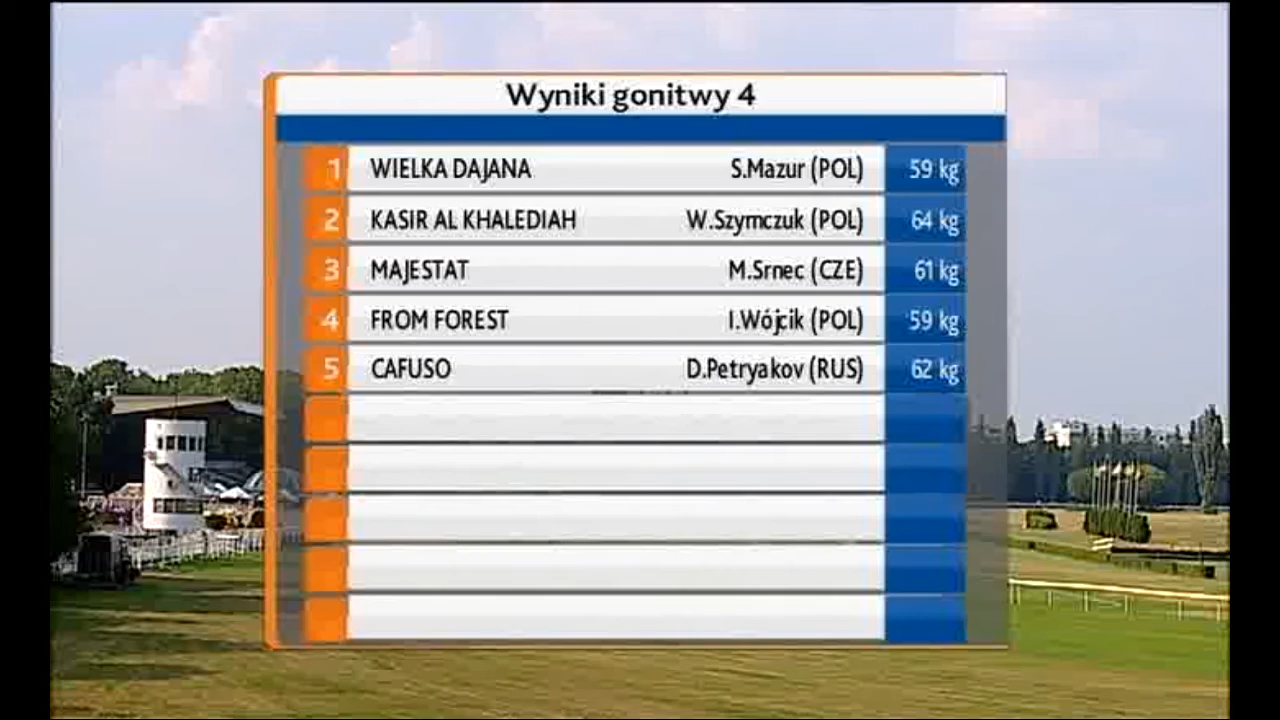 Wyniki gonitwy 4
1 WIELKA DAJANA S.Mazur (POL) 59 kg
2 KASIR AL KHALEDIAH W.Szymczuk (POL) 64 kg
3 MAJESTAT M.Srnec (CZE) 61 kg
4 FROM FOREST I.Wójcik (POL) 59 kg
5 CAFUSO D.Petryakov (RUS) 62 kg